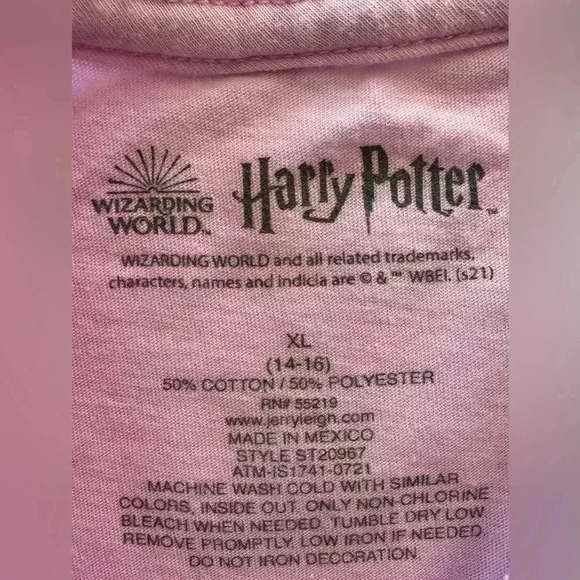 WIZARDING
WORLD™
Harry Potter™
WIZARDING WORLD and all related trademarks,
characters, names and indicia are © & ™ WBEI. (s21)
XL
(14-16)
50% COTTON / 50% POLYESTER
RN# 55219
www.jerryleigh.com
MADE IN MEXICO
STYLE ST20967
ATM-IS1741-0721
MACHINE WASH COLD WITH SIMILAR
COLORS, INSIDE OUT. ONLY NON-CHLORINE
BLEACH WHEN NEEDED. TUMBLE DRY LOW
REMOVE PROMPTLY. LOW IRON IF NEEDED
DO NOT IRON DECORATION.